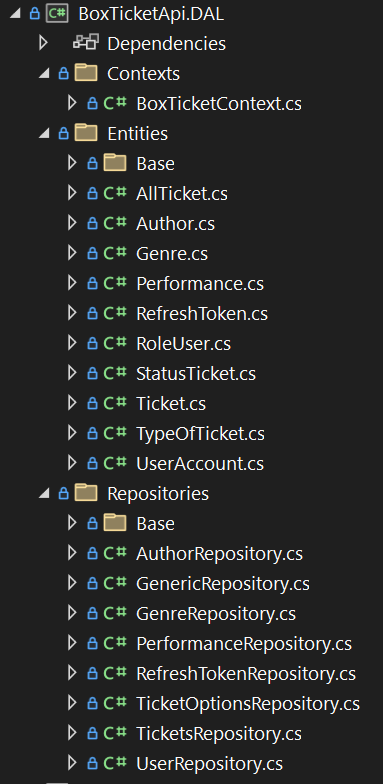 C# BoxTicketApi.DAL
Dependencies
Contexts
C# BoxTicketContext.cs
Entities
Base
C# AllTicket.cs
C# Author.cs
C# Genre.cs
C# Performance.cs
C# RefreshToken.cs
C# RoleUser.cs
C# StatusTicket.cs
C# Ticket.cs
C# TypeOfTicket.cs
C# UserAccount.cs
Repositories
Base
C# AuthorRepository.cs
C# GenericRepository.cs
C# GenreRepository.cs
C# PerformanceRepository.cs
C# RefreshTokenRepository.cs
C# TicketOptionsRepository.cs
C# TicketsRepository.cs
C# UserRepository.cs